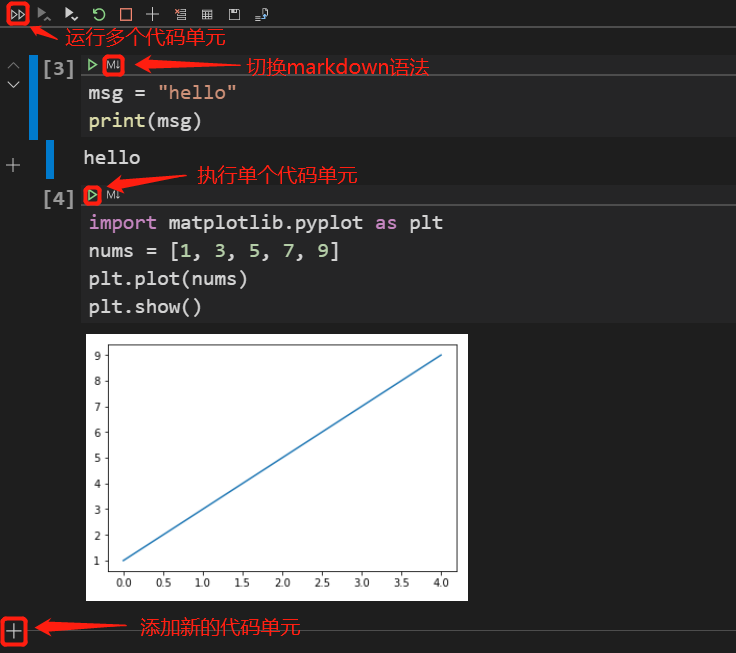 运行多个代码单元
[3]
M↓
切换markdown语法
msg = "hello"
print(msg)
hello
执行单个代码单元
[4]
M↓
import matplotlib.pyplot as plt
nums = [1, 3, 5, 7, 9]
plt.plot(nums)
plt.show()
9
8
7
6
5
4
3
2
1
0.0 0.5 1.0 1.5 2.0 2.5 3.0 3.5 4.0
添加新的代码单元